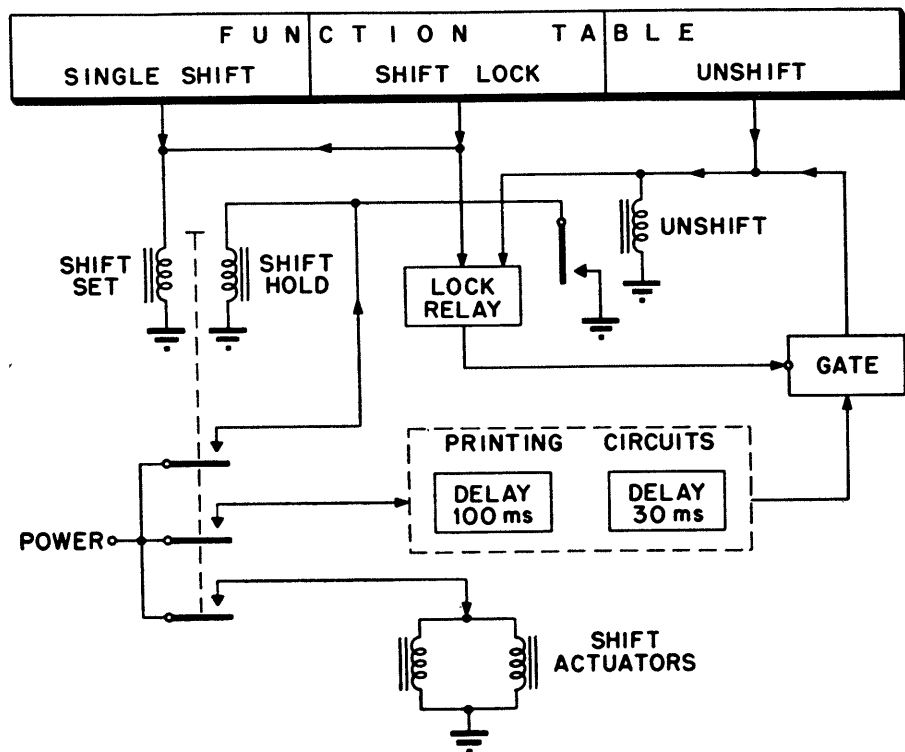 FUNCTION TABLE
SINGLE SHIFT
SHIFT LOCK
UNSHIFT
SHIFT SET
SHIFT HOLD
UNSHIFT
LOCK RELAY
GATE
PRINTING CIRCUITS
DELAY 100 ms
DELAY 30 ms
POWER
SHIFT ACTUATORS